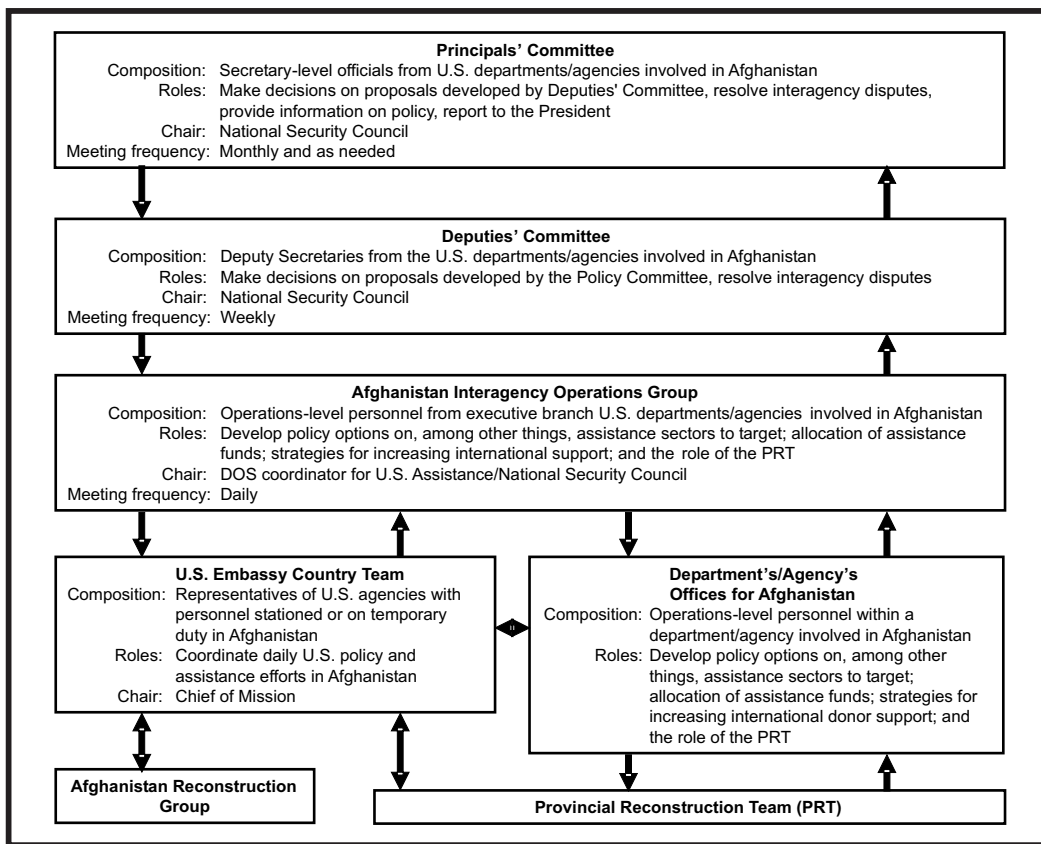 Principals’ Committee
Composition: Secretary-level officials from U.S. departments/agencies involved in Afghanistan
Roles: Make decisions on proposals developed by Deputies' Committee, resolve interagency disputes,
provide information on policy, report to the President
Chair: National Security Council
Meeting frequency: Monthly and as needed
Deputies’ Committee
Composition: Deputy Secretaries from the U.S. departments/agencies involved in Afghanistan
Roles: Make decisions on proposals developed by the Policy Committee, resolve interagency disputes
Chair: National Security Council
Meeting frequency: Weekly
Afghanistan Interagency Operations Group
Composition: Operations-level personnel from executive branch U.S. departments/agencies involved in Afghanistan
Roles: Develop policy options on, among other things, assistance sectors to target; allocation of assistance
funds; strategies for increasing international support; and the role of the PRT
Chair: DOS coordinator for U.S. Assistance/National Security Council
Meeting frequency: Daily
U.S. Embassy Country Team
Composition: Representatives of U.S. agencies with
personnel stationed or on temporary
duty in Afghanistan
Roles: Coordinate daily U.S. policy and
assistance efforts in Afghanistan
Chair: Chief of Mission
Department’s/Agency’s
Offices for Afghanistan
Composition: Operations-level personnel within a
department/agency involved in Afghanistan
Roles: Develop policy options on, among other
things, assistance sectors to target;
allocation of assistance funds; strategies for
increasing international donor support; and
the role of the PRT
Afghanistan Reconstruction
Group
Provincial Reconstruction Team (PRT)